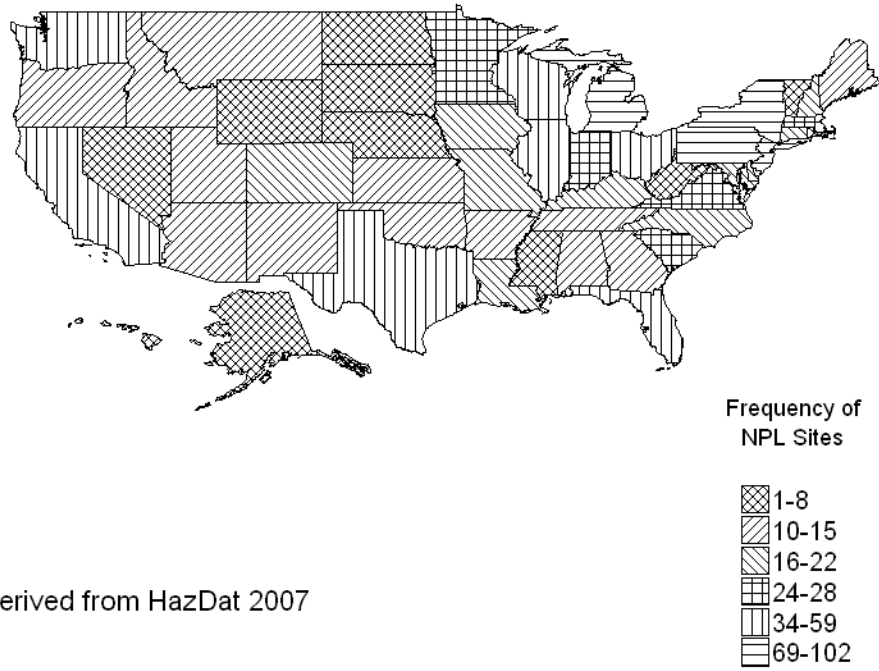 Frequency of
NPL Sites
1-8
10-15
16-22
24-28
34-59
69-102
erived from HazDat 2007